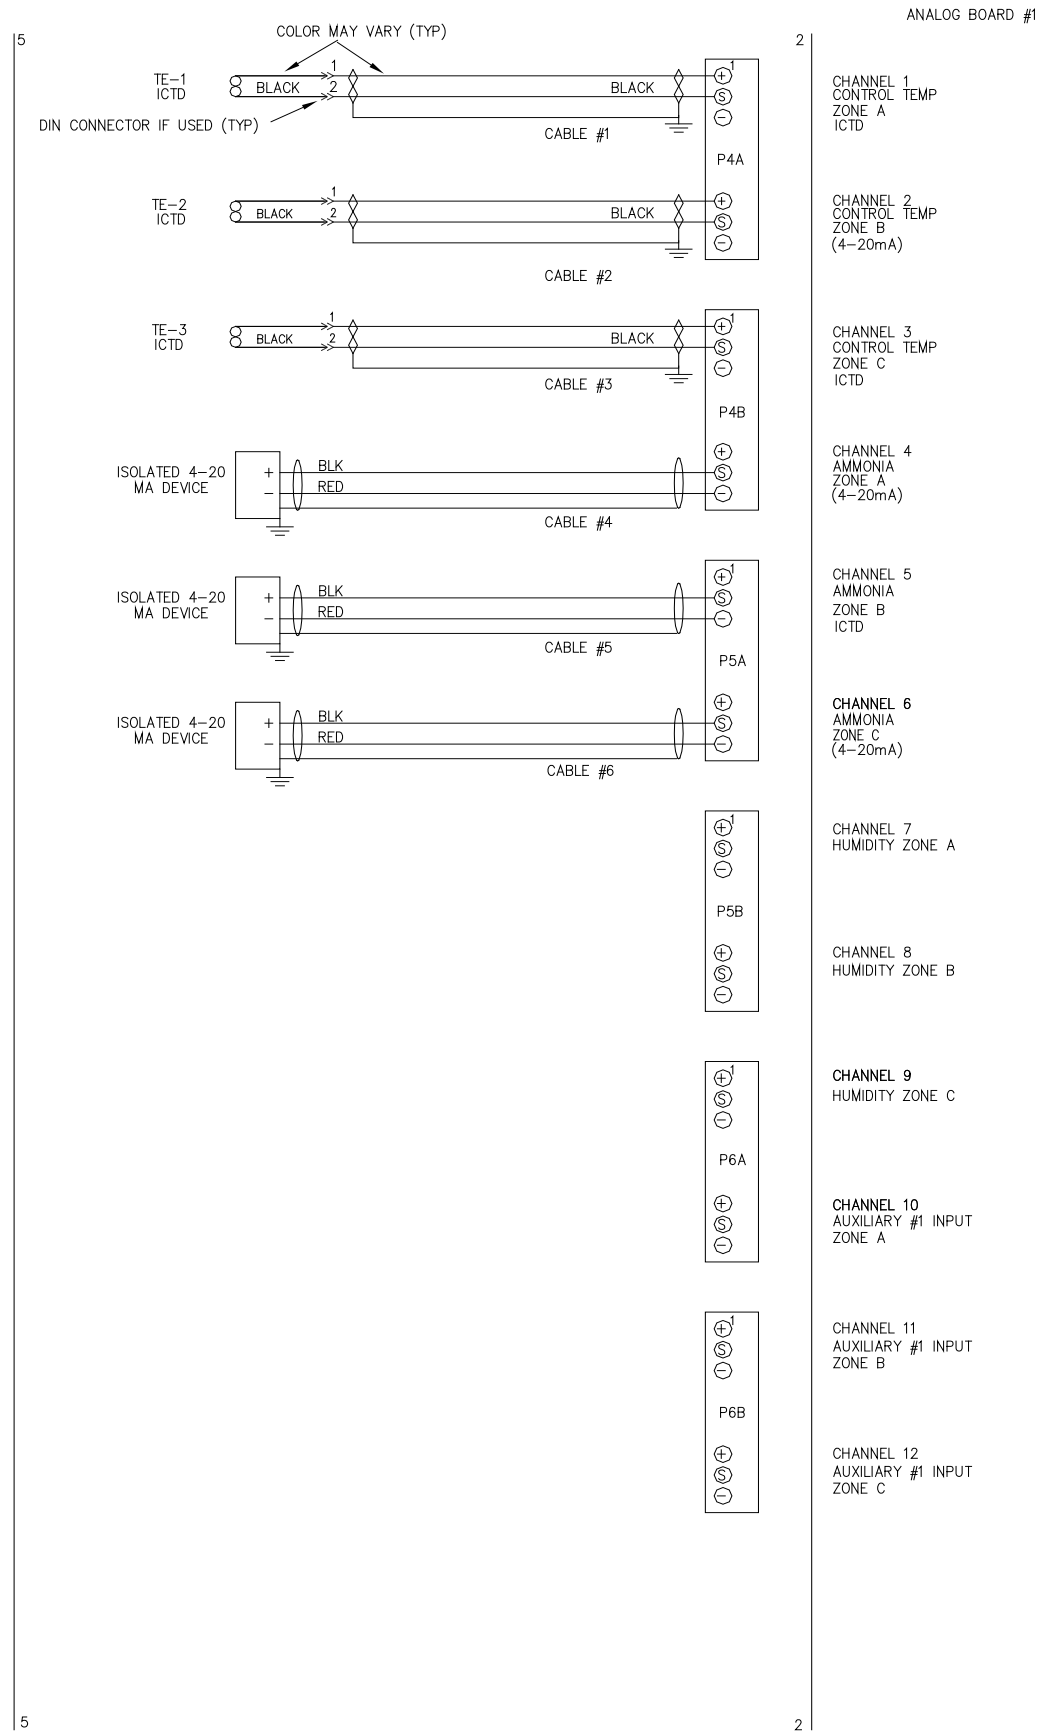 ANALOG BOARD #1
5
2
COLOR MAY VARY (TYP)
TE-1
ICTD
BLACK
1
2
BLACK
DIN CONNECTOR IF USED (TYP)
CABLE #1
+ 1
S
-
P4A
CHANNEL 1
CONTROL TEMP
ZONE A
ICTD
TE-2
ICTD
BLACK
1
2
BLACK
CABLE #2
+
S
-
CHANNEL 2
CONTROL TEMP
ZONE B
(4-20mA)
TE-3
ICTD
BLACK
1
2
BLACK
CABLE #3
+ 1
S
-
P4B
CHANNEL 3
CONTROL TEMP
ZONE C
ICTD
ISOLATED 4-20
MA DEVICE
+
-
BLK
RED
CABLE #4
+
S
-
CHANNEL 4
AMMONIA
ZONE A
(4-20mA)
ISOLATED 4-20
MA DEVICE
+
-
BLK
RED
CABLE #5
+ 1
S
-
P5A
CHANNEL 5
AMMONIA
ZONE B
ICTD
ISOLATED 4-20
MA DEVICE
+
-
BLK
RED
CABLE #6
+
S
-
CHANNEL 6
AMMONIA
ZONE C
(4-20mA)
+ 1
S
-
P5B
CHANNEL 7
HUMIDITY ZONE A
+
S
-
CHANNEL 8
HUMIDITY ZONE B
+ 1
S
-
P6A
CHANNEL 9
HUMIDITY ZONE C
+
S
-
CHANNEL 10
AUXILIARY #1 INPUT
ZONE A
+ 1
S
-
P6B
CHANNEL 11
AUXILIARY #1 INPUT
ZONE B
+
S
-
CHANNEL 12
AUXILIARY #1 INPUT
ZONE C
5
2